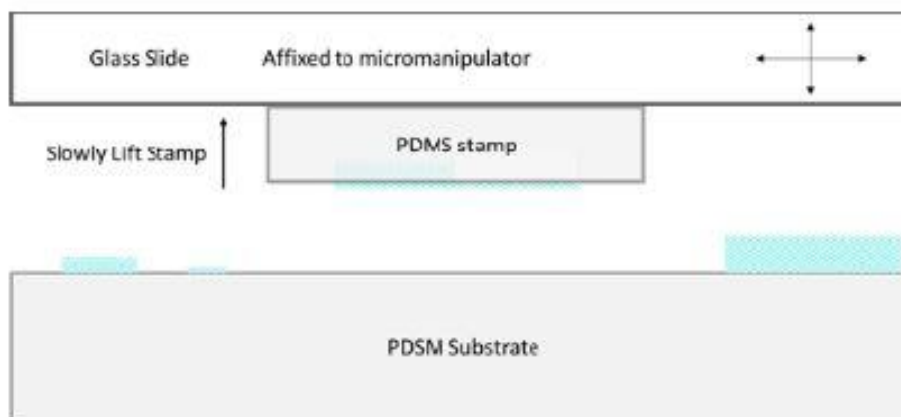 Glass Slide Affixed to micromanipulator
PDMS stamp
Slowly Lift Stamp
PDSM Substrate